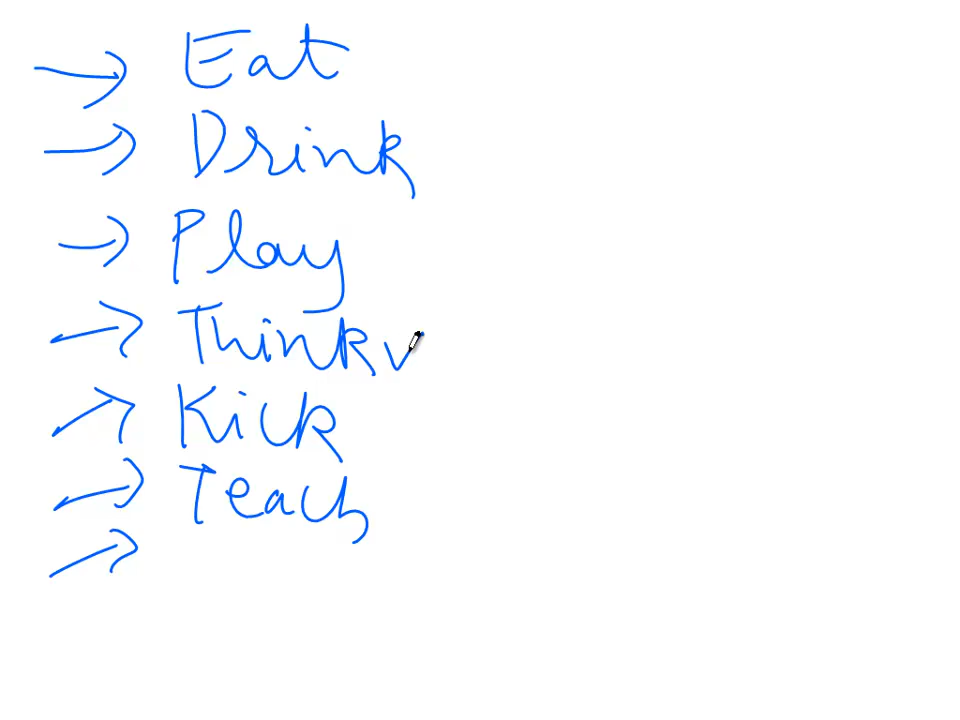 → Eat
→ Drink
→ Play
→ Think ✓
→ Kick
→ Teach
→